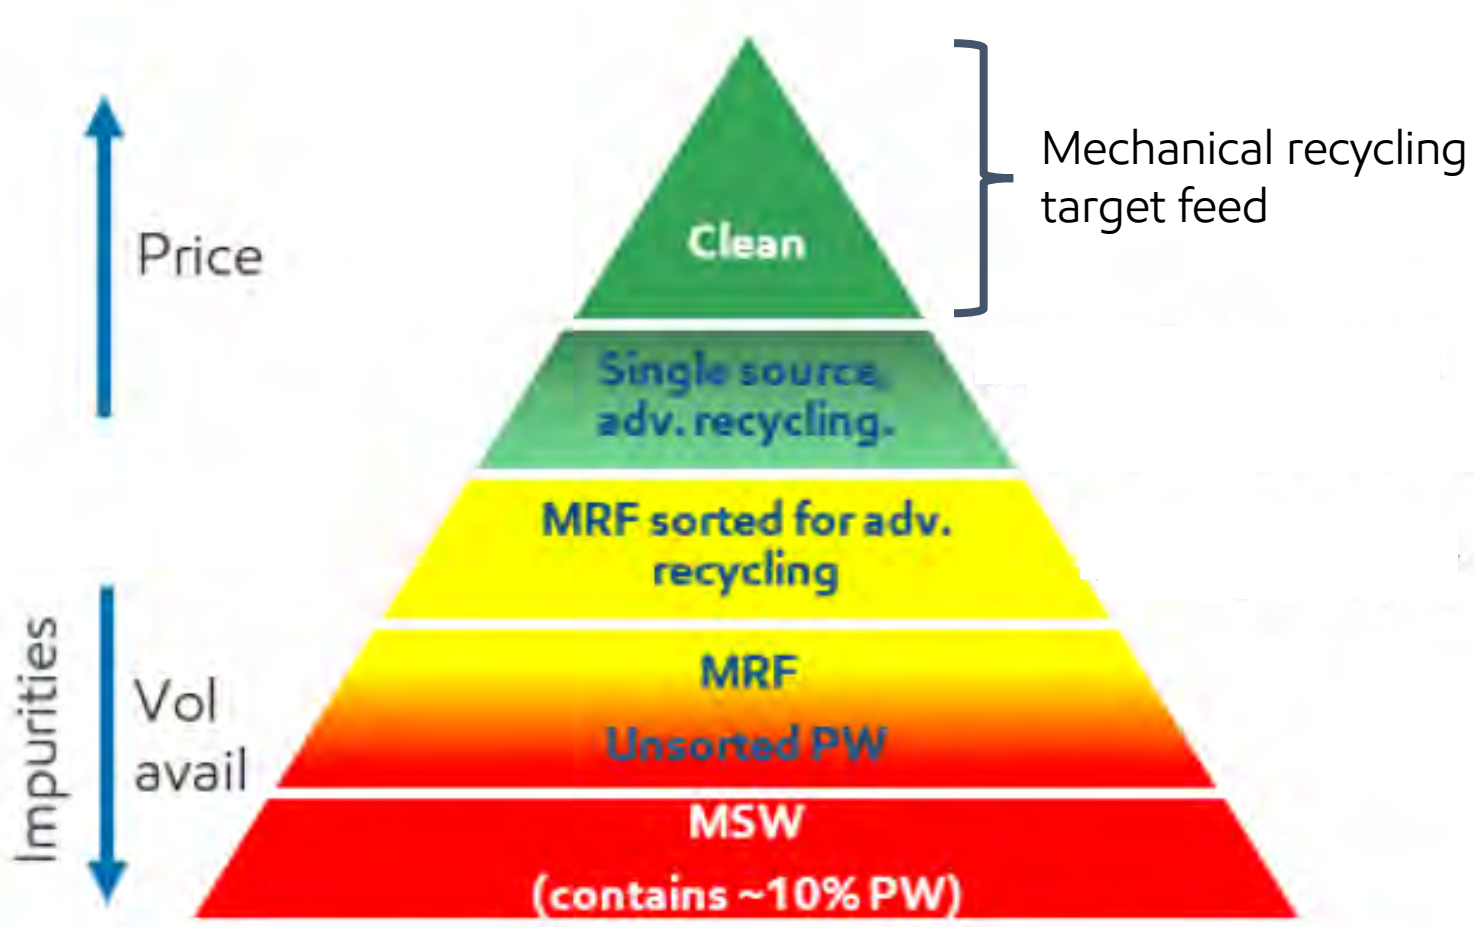 Mechanical recycling
target feed
Price
Clean
Single source,
adv. recycling.
MRF sorted for adv.
recycling
Impurities
Vol
avail
MRF
Unsorted PW
MSW
(contains ~10% PW)